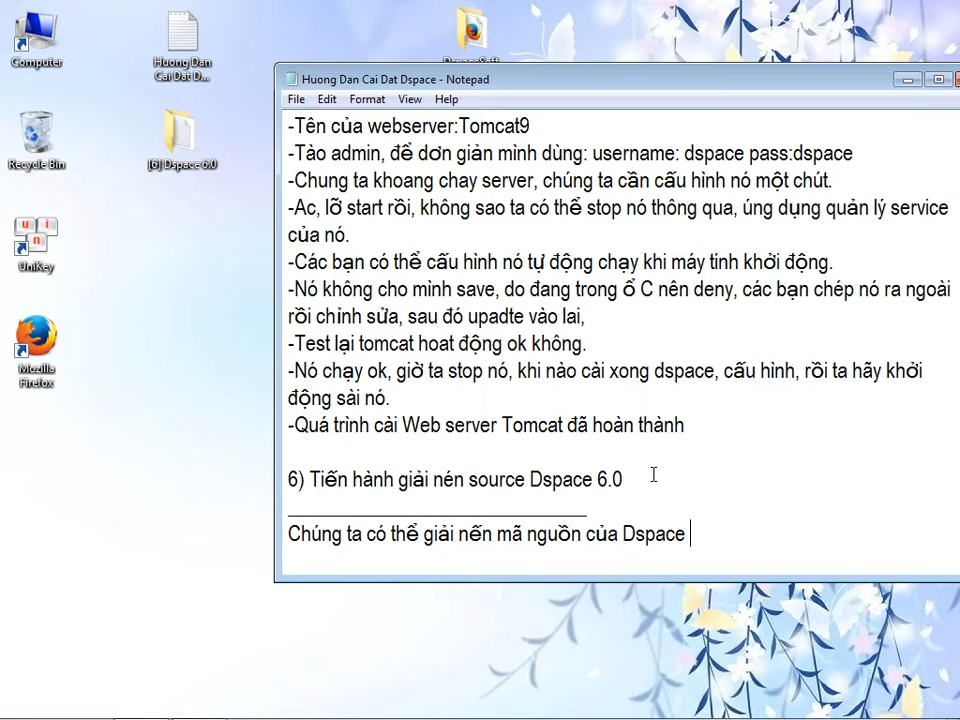 Computer
Huong Dan
Cai Dat D...
Recycle Bin
[6] Dspace 6.0
UniKey
Mozilla
Firefox
Huong Dan Cai Dat Dspace - Notepad
File Edit Format View Help
-Tên của webserver:Tomcat9
-Tào admin, để dơn giản mình dùng: username: dspace pass:dspace
-Chung ta khoang chay server, chúng ta cần cấu hình nó một chút.
-Ac, lỡ start rồi, không sao ta có thể stop nó thông qua, úng dụng quản lý service
của nó.
-Các bạn có thể cấu hình nó tự động chạy khi máy tính khởi động.
-Nó không cho mình save, do đang trong ổ C nên deny, các bạn chép nó ra ngoài
rồi chỉnh sửa, sau đó upadte vào lai,
-Test lại tomcat hoat động ok không.
-Nó chạy ok, giờ ta stop nó, khi nào cài xong dspace, cấu hình, rồi ta hãy khởi
động sài nó.
-Quá trình cài Web server Tomcat đã hoàn thành
6) Tiến hành giải nén source Dspace 6.0
Chúng ta có thể giải nến mã nguồn của Dspace